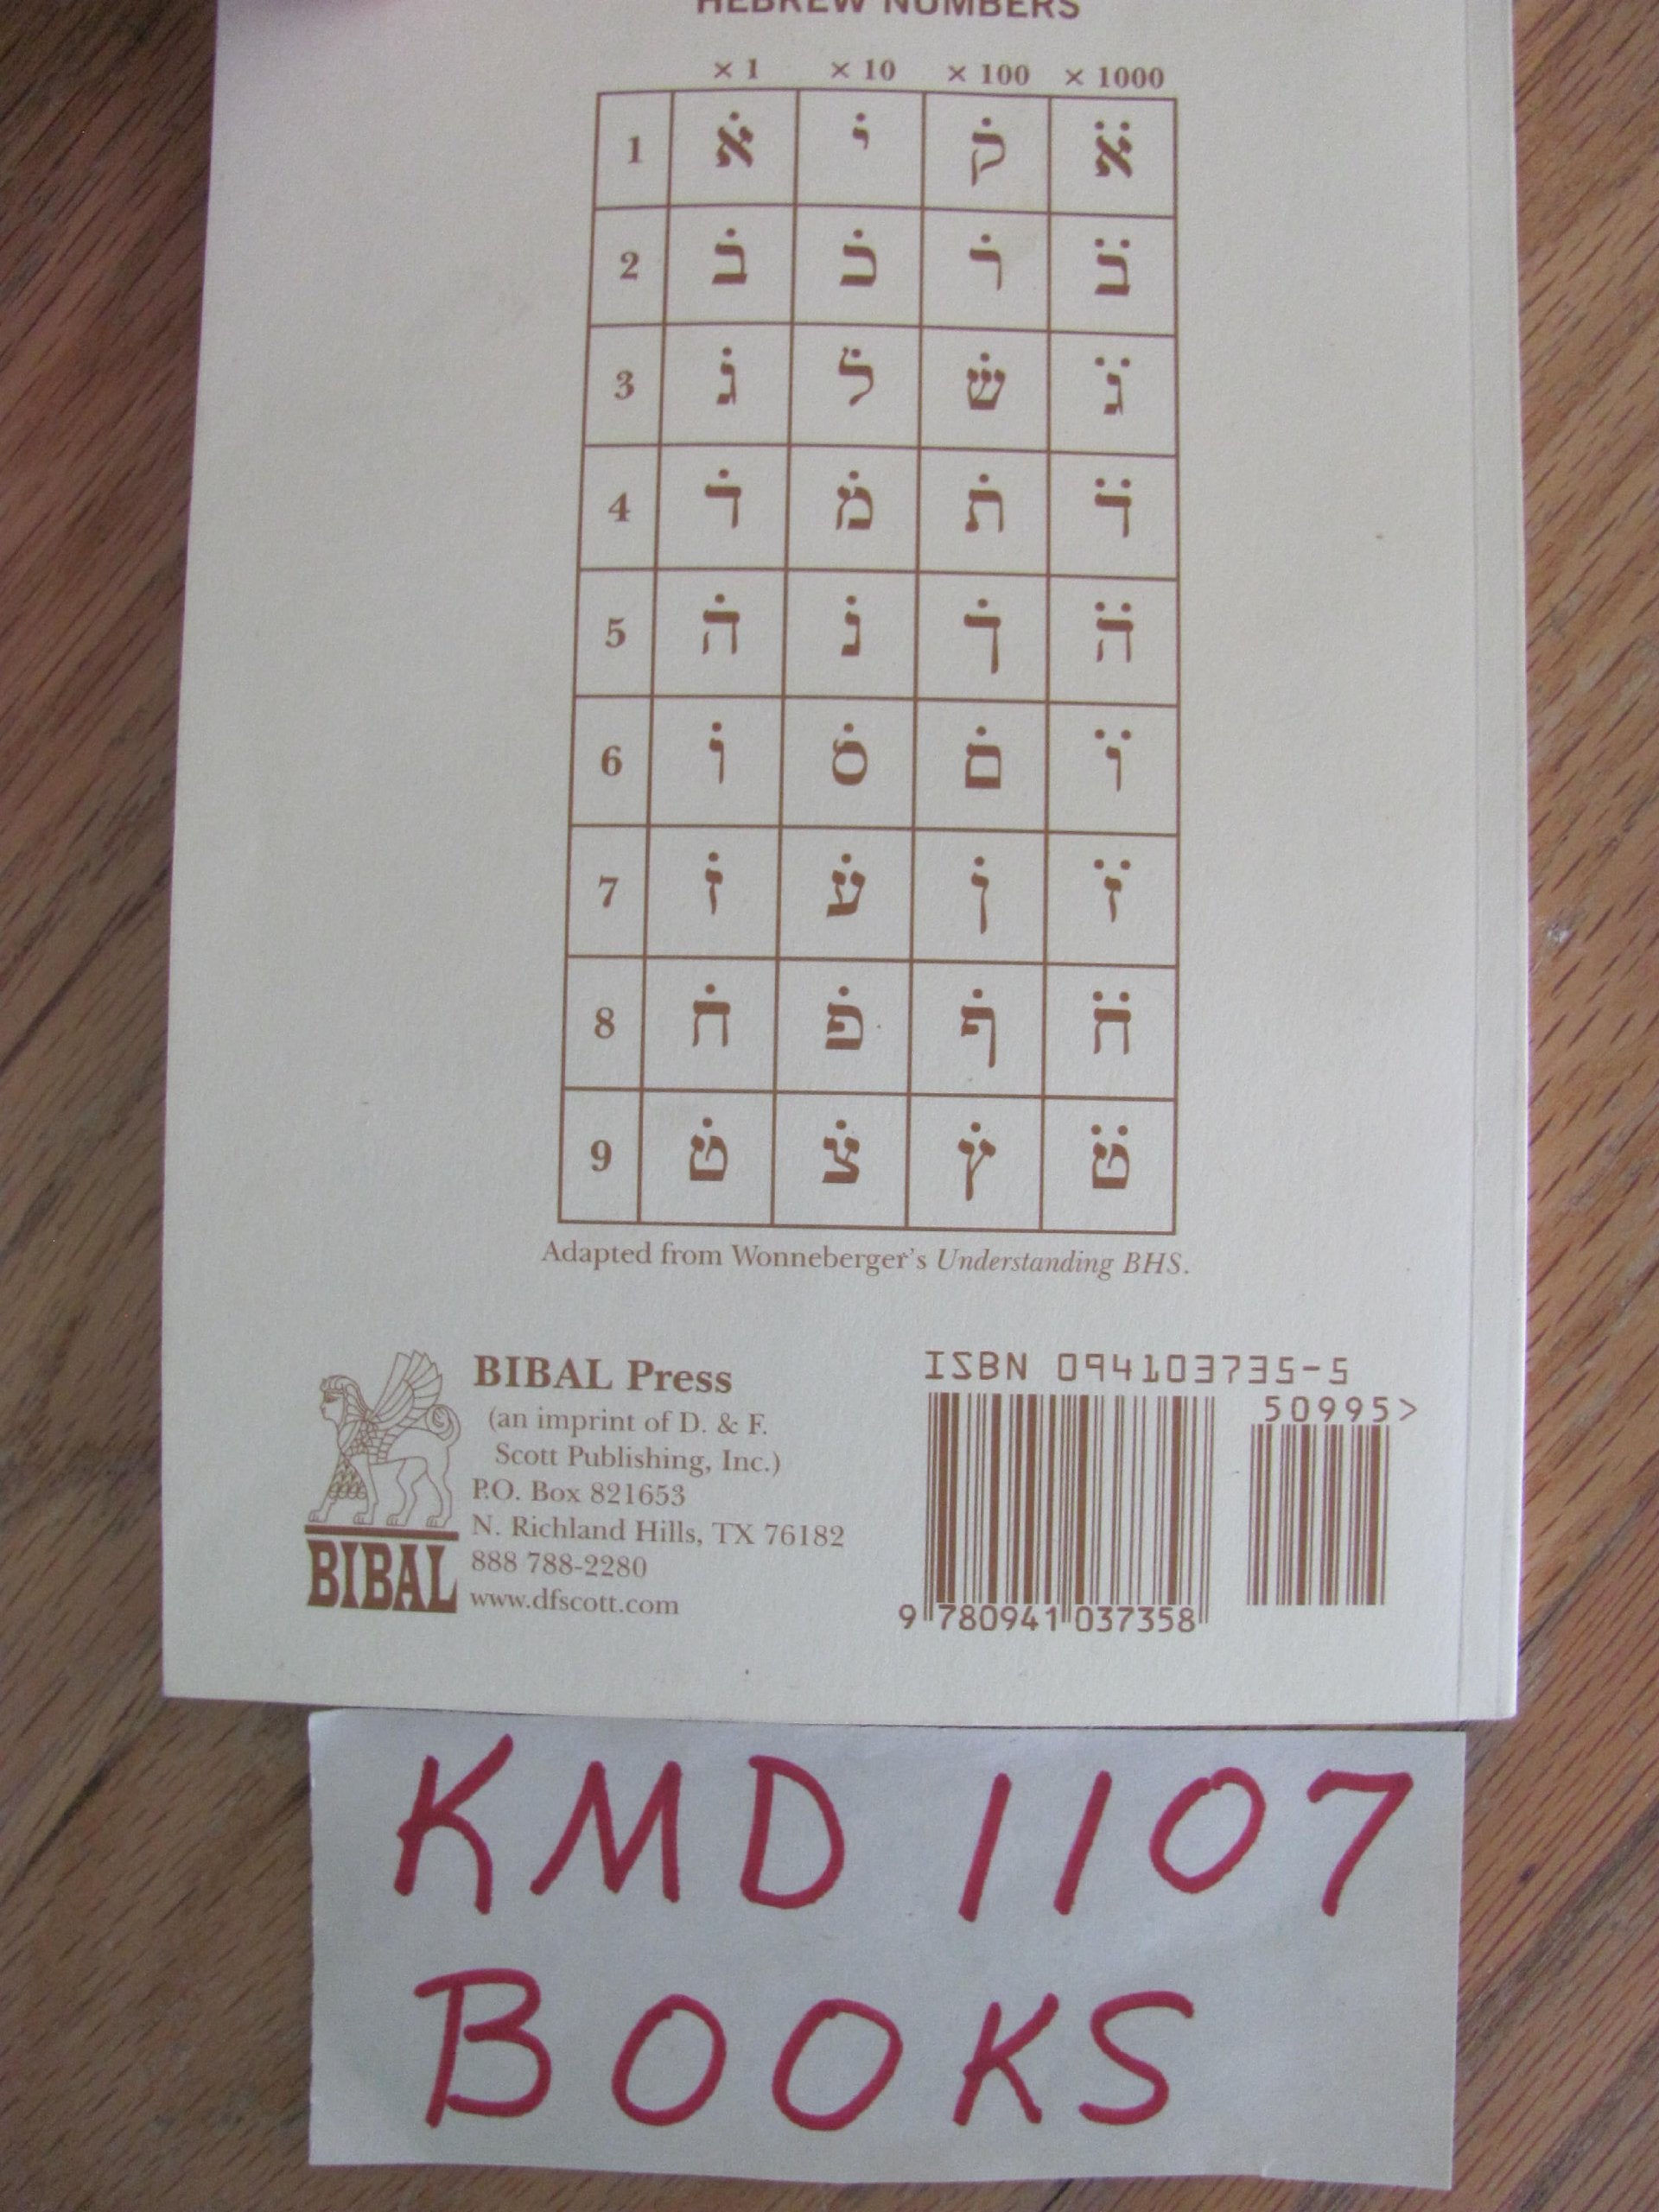 HEBREW NUMBERS
× 1 × 10 × 100 × 1000
1 א̇ י̇ ק̇ א̈
2 ב̇ כ̇ ר̇ ב̈
3 ג̇ ל̇ ש̇ ג̈
4 ד̇ מ̇ ת̇ ד̈
5 ה̇ נ̇ ך̇ ה̈
6 ו̇ ס̇ ם̇ ו̈
7 ז̇ ע̇ ן̇ ז̈
8 ח̇ פ̇ ף̇ ח̈
9 ט̇ צ̇ ץ̇ ט̈
Adapted from Wonneberger's Understanding BHS.
BIBAL Press
(an imprint of D. & F.
Scott Publishing, Inc.)
P.O. Box 821653
N. Richland Hills, TX 76182
888 788-2280
www.dfscott.com
BIBAL
ISBN 094103735-5
50995>
9 780941 037358
KMD 1107
BOOKS